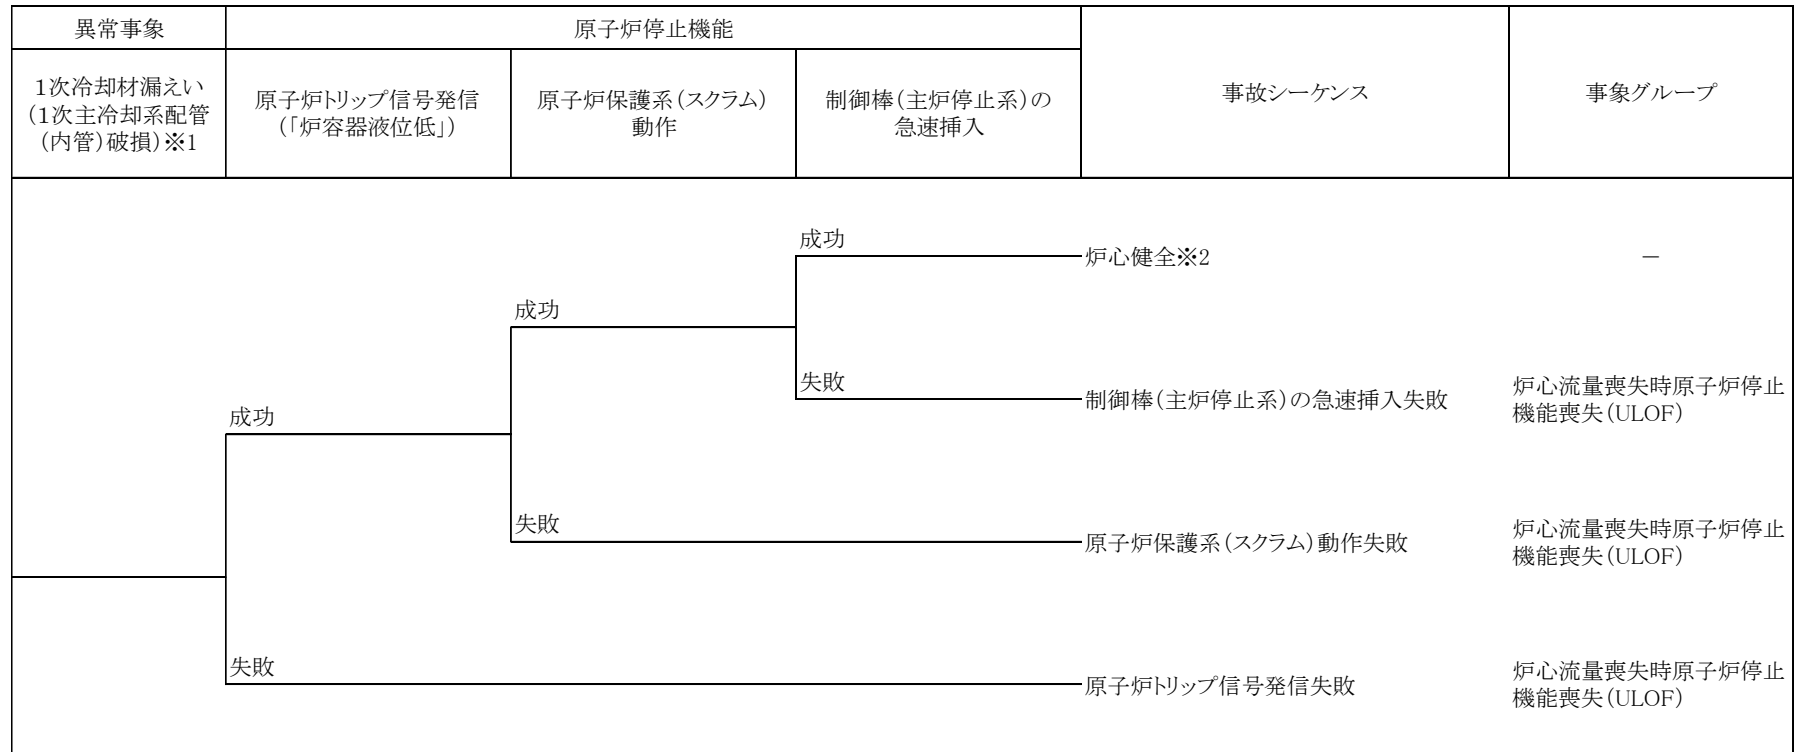 異常事象
原子炉停止機能
1次冷却材漏えい
(1次主冷却系配管
(内管)破損)※1
原子炉トリップ信号発信
(「炉容器液位低」)
原子炉保護系(スクラム)
動作
制御棒(主炉停止系)の
急速挿入
事故シーケンス
事象グループ
成功
炉心健全※2
－
成功
失敗
制御棒(主炉停止系)の急速挿入失敗
炉心流量喪失時原子炉停止
機能喪失(ULOF)
成功
失敗
原子炉保護系(スクラム)動作失敗
炉心流量喪失時原子炉停止
機能喪失(ULOF)
失敗
原子炉トリップ信号発信失敗
炉心流量喪失時原子炉停止
機能喪失(ULOF)